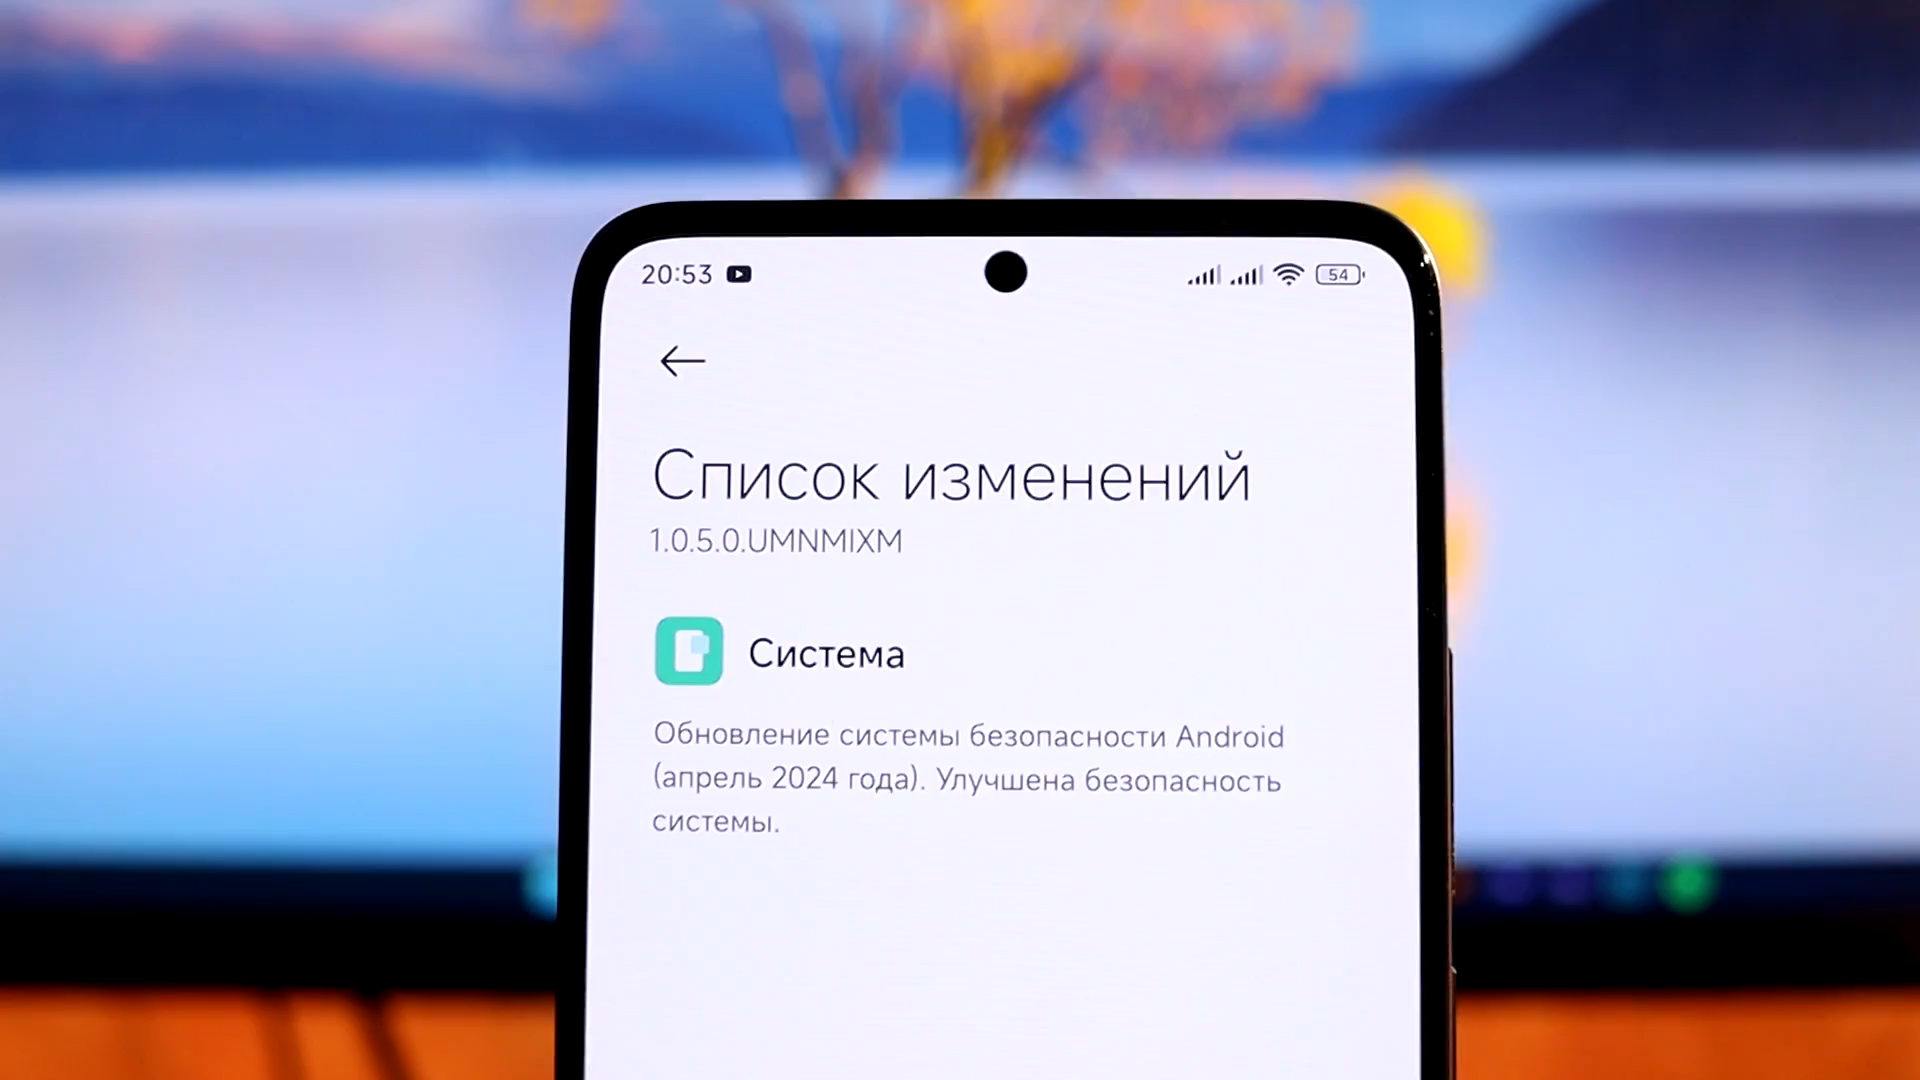 20:53
54
Список изменений
1.0.5.0.UMNMIXM
Система
Обновление системы безопасности Android
(апрель 2024 года). Улучшена безопасность
системы.